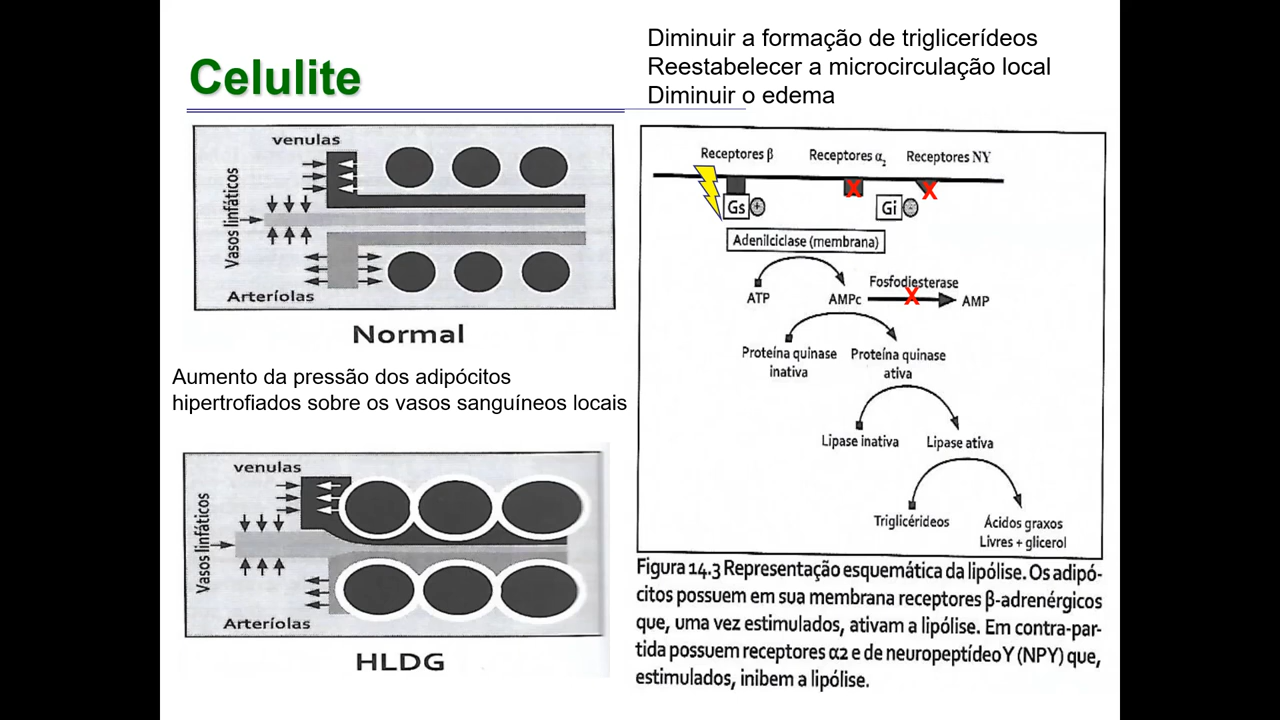 Celulite
Diminuir a formação de triglicerídeos
Reestabelecer a microcirculação local
Diminuir o edema
venulas
Vasos linfáticos
Arteríolas
Normal
Aumento da pressão dos adipócitos
hipertrofiados sobre os vasos sanguíneos locais
venulas
Vasos linfáticos
Arteríolas
HLDG
Receptores β
Receptores α2
Receptores NY
X
X
Gs +
Gi −
Adenilciclase (membrana)
Fosfodiesterase
ATP
AMPc
X
AMP
Proteína quinase
inativa
Proteína quinase
ativa
Lipase inativa
Lipase ativa
Triglicérideos
Ácidos graxos
Livres + glicerol
Figura 14.3 Representação esquemática da lipólise. Os adipó-
citos possuem em sua membrana receptores β-adrenérgicos
que, uma vez estimulados, ativam a lipólise. Em contra-par-
tida possuem receptores α2 e de neuropeptídeo Y (NPY) que,
estimulados, inibem a lipólise.